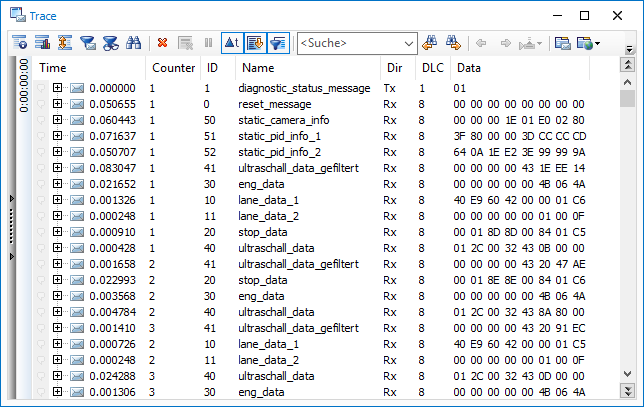 Trace
<Suche>
Time Counter ID Name Dir DLC Data
0:00:00:00
0.000000 1 1 diagnostic_status_message Tx 1 01
0.050655 1 0 reset_message Rx 8 00 00 00 00 00 00 00 00
0.060443 1 50 static_camera_info Rx 8 00 00 00 1E 01 E0 02 80
0.071637 1 51 static_pid_info_1 Rx 8 3F 80 00 00 3D CC CC CD
0.050707 1 52 static_pid_info_2 Rx 8 64 0A 1E E2 3E 99 99 9A
0.083047 1 41 ultraschall_data_gefiltert Rx 8 00 00 00 00 43 1E EE 14
0.021652 1 30 eng_data Rx 8 00 00 00 00 00 4B 06 4A
0.001326 1 10 lane_data_1 Rx 8 40 E9 60 42 00 00 01 C6
0.000248 1 11 lane_data_2 Rx 8 00 00 00 00 00 01 00 0F
0.000910 1 20 stop_data Rx 8 00 01 8D 8D 00 84 01 C5
0.000428 1 40 ultraschall_data Rx 8 01 2C 00 32 43 0B 00 00
0.001658 2 41 ultraschall_data_gefiltert Rx 8 00 00 00 00 43 20 47 AE
0.022993 2 20 stop_data Rx 8 00 01 8E 8E 00 84 01 C6
0.003568 2 30 eng_data Rx 8 00 00 00 00 00 4B 06 4A
0.004784 2 40 ultraschall_data Rx 8 01 2C 00 32 43 8A 80 00
0.001410 3 41 ultraschall_data_gefiltert Rx 8 00 00 00 00 43 20 91 EC
0.000726 2 10 lane_data_1 Rx 8 40 E9 60 42 00 00 01 C5
0.000248 2 11 lane_data_2 Rx 8 00 00 00 00 00 01 00 0F
0.024288 3 40 ultraschall_data Rx 8 01 2C 00 32 43 0D 00 00
0.001306 3 30 eng_data Rx 8 00 00 00 00 00 4B 06 4A